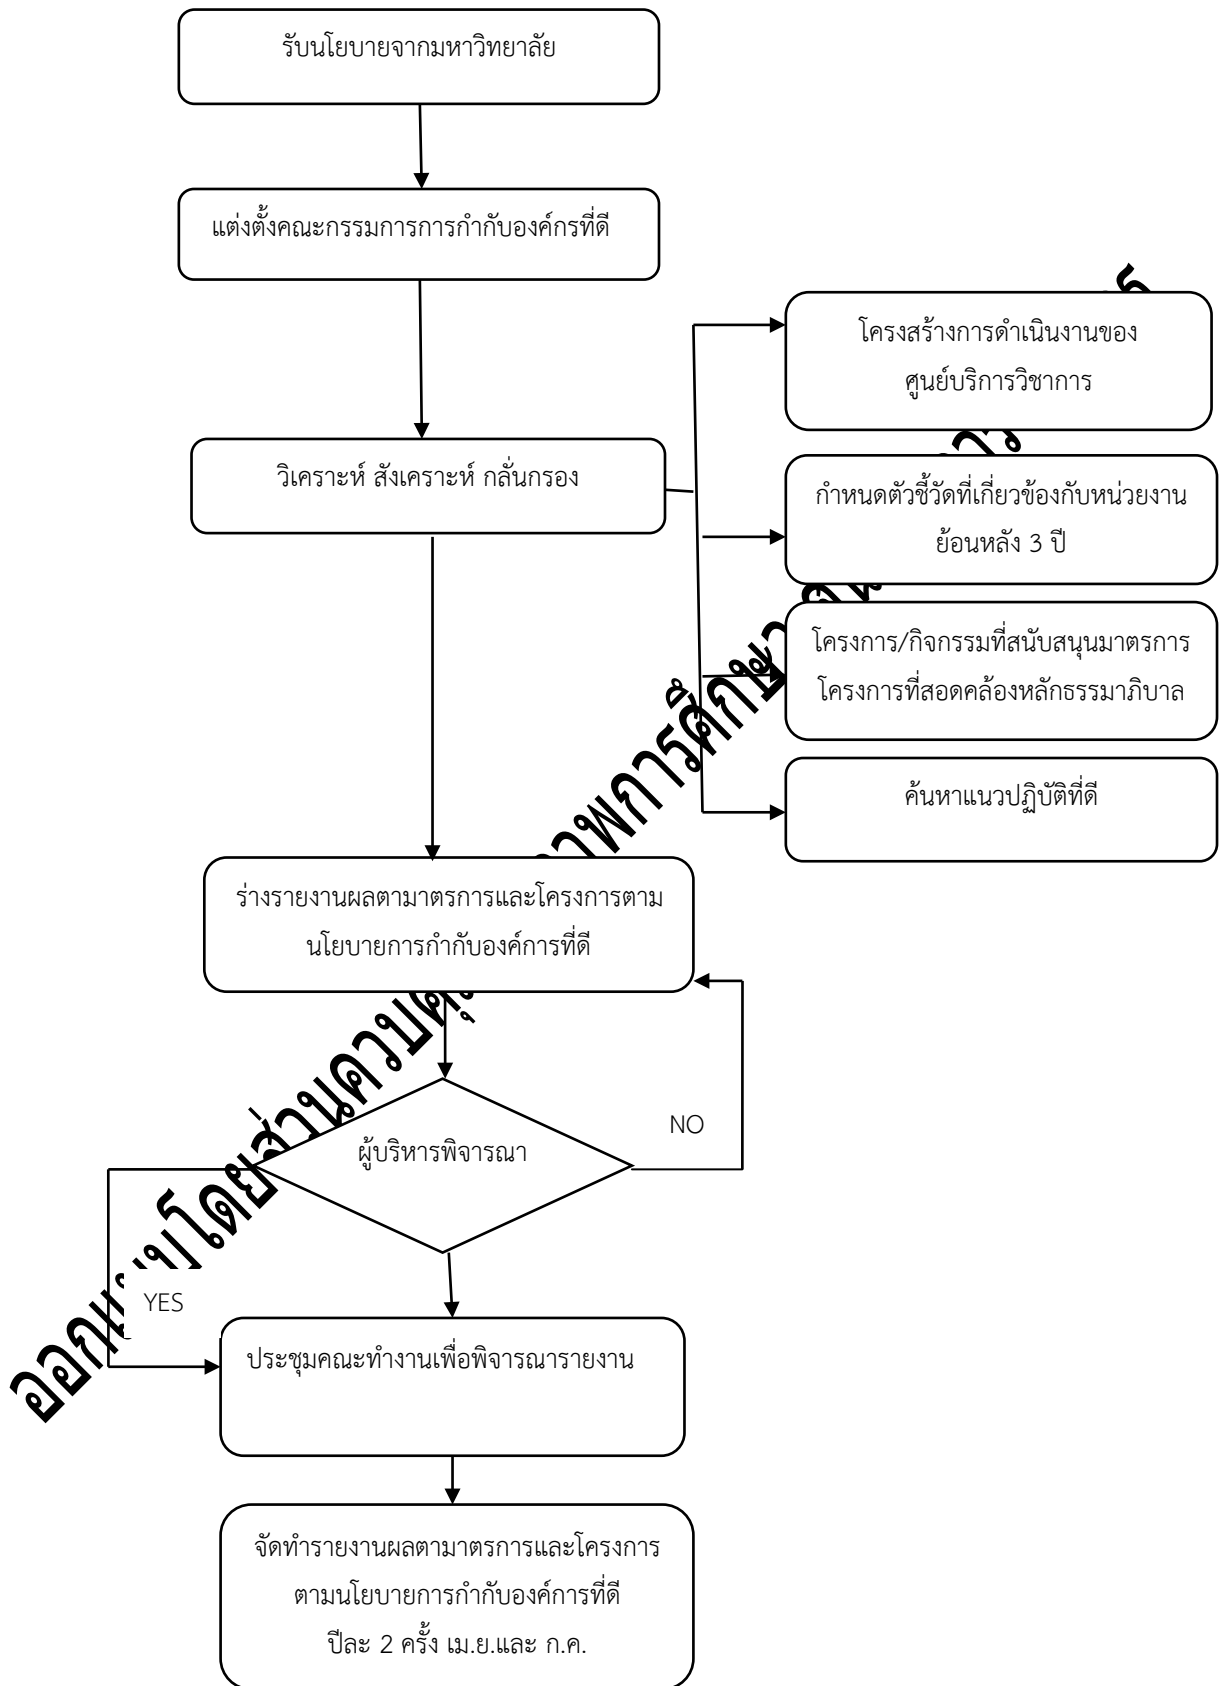 รับนโยบายจากมหาวิทยาลัย
แต่งตั้งคณะกรรมการการกำกับองค์กรที่ดี
โครงสร้างการดำเนินงานของ
ศูนย์บริการวิชาการ
วิเคราะห์ สังเคราะห์ กลั่นกรอง
กำหนดตัวชี้วัดที่เกี่ยวข้องกับหน่วยงาน
ย้อนหลัง 3 ปี
โครงการ/กิจกรรมที่สนับสนุนมาตรการ
โครงการที่สอดคล้องหลักธรรมาภิบาล
ค้นหาแนวปฏิบัติที่ดี
ร่างรายงานผลตามาตรการและโครงการตาม
นโยบายการกำกับองค์การที่ดี
NO
ผู้บริหารพิจารณา
YES
ประชุมคณะทำงานเพื่อพิจารณารายงาน
จัดทำรายงานผลตามาตรการและโครงการ
ตามนโยบายการกำกับองค์การที่ดี
ปีละ 2 ครั้ง เม.ย.และ ก.ค.